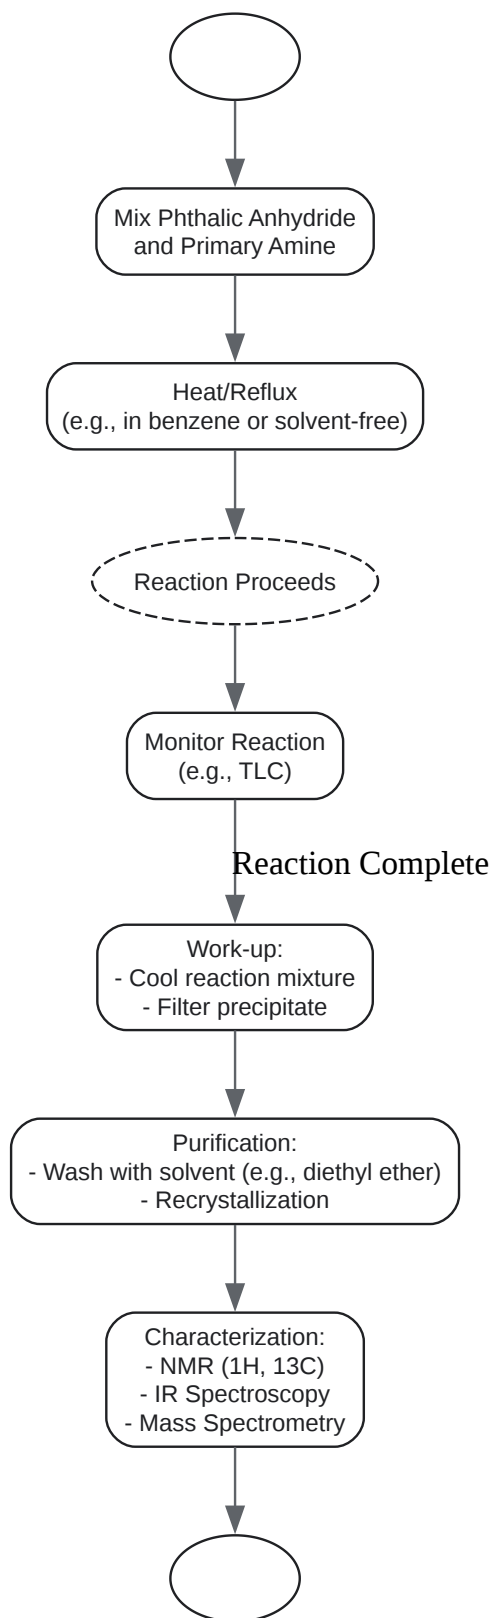 Mix Phthalic Anhydride
and Primary Amine
Heat/Reflux
(e.g., in benzene or solvent-free)
Reaction Proceeds
Monitor Reaction
(e.g., TLC)
Reaction Complete
Work-up:
- Cool reaction mixture
- Filter precipitate
Purification:
- Wash with solvent (e.g., diethyl ether)
- Recrystallization
Characterization:
- NMR (1H, 13C)
- IR Spectroscopy
- Mass Spectrometry